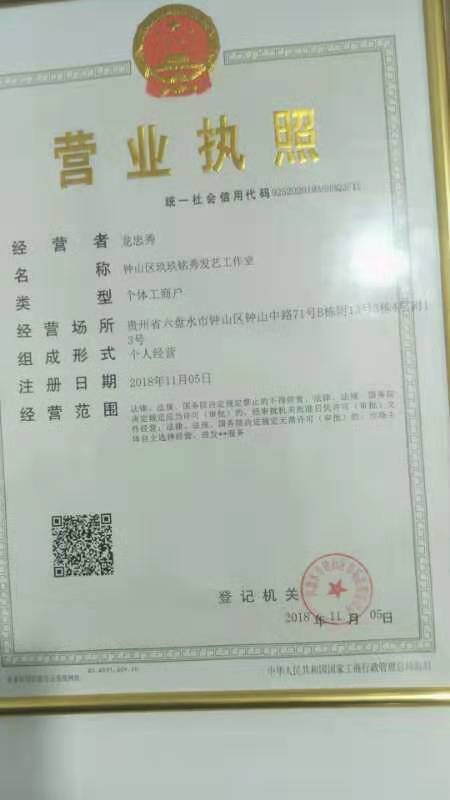 营业执照
统一社会信用代码
经营者 龙忠秀
名称 钟山区玖玖铭秀发艺工作室
类型 个体工商户
经营场所 贵州省六盘水市钟山区钟山中路71号B栋附13号3栋
3号
组成形式 个人经营
注册日期 2018年11月05日
经营范围 法律、法规、国务院决定规定禁止的不得经营;法律、法规、国务院
决定规定应当许可(审批)的,经审批机关批准后凭许可(审批)文
件经营;法律、法规、国务院决定规定无需许可(审批)的,市场主
体自主选择经营。理发**服务
登记机关
2018年11月05日
中华人民共和国国家工商行政管理总局监制